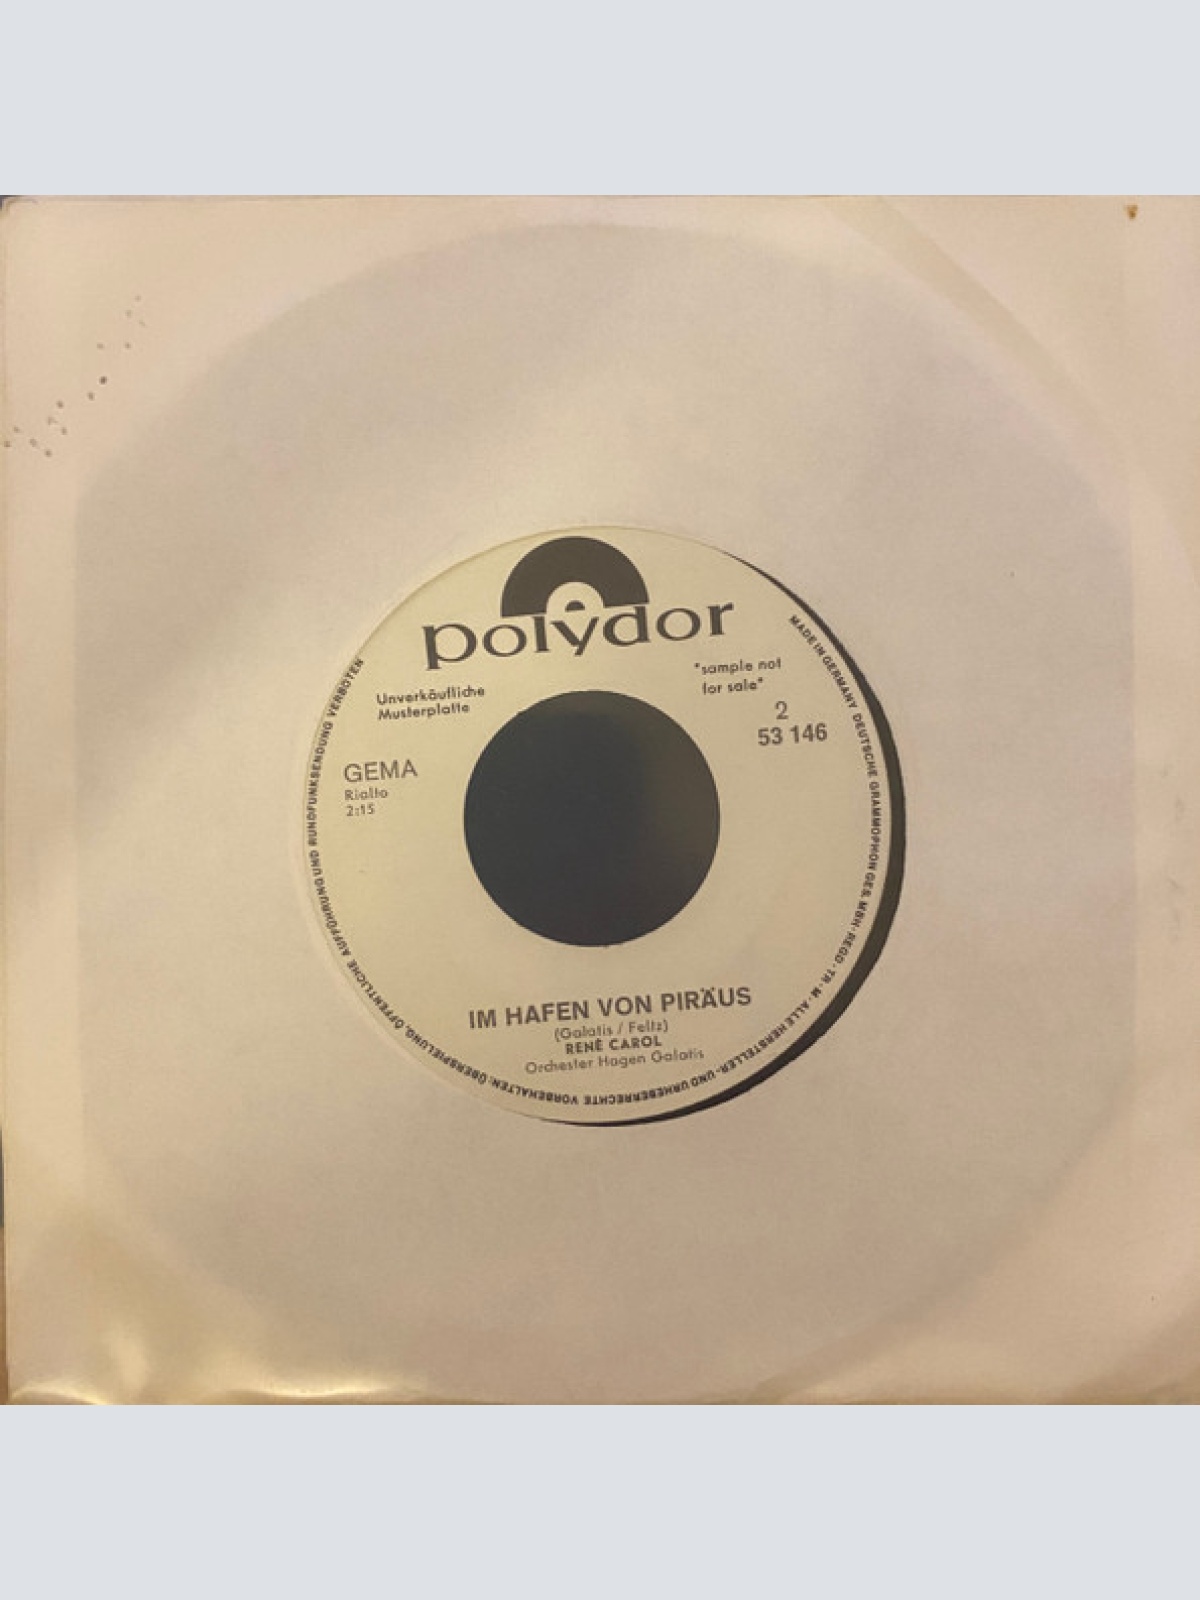 polydor
Unverkäufliche
Musterplatte
"sample not
for sale"
2
53 146
GEMA
Rialto
2:15
IM HAFEN VON PIRÄUS
(Galatis / Feltz)
RENÉ CAROL
Orchester Hagen Galatis
MADE IN GERMANY DEUTSCHE GRAMMOPHON GES. MBH · REGD · TR · M · ALLE HERSTELLER- UND URHEBERRECHTE VORBEHALTEN: ÜBERSPIELUNG, ÖFFENTLICHE AUFFÜHRUNG UND RUNDFUNKSENDUNG VERBOTEN